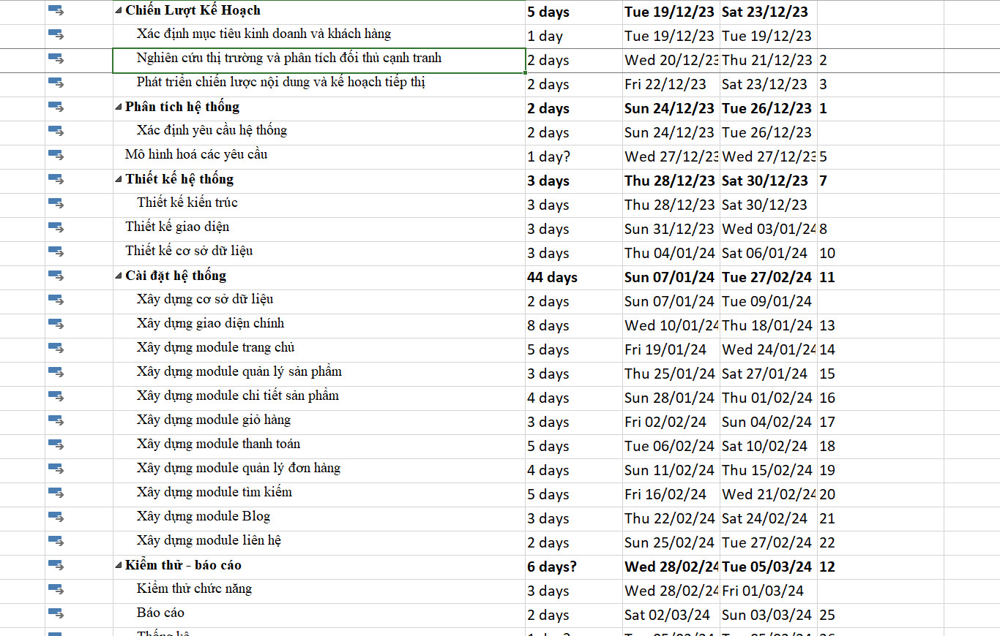 Chiến Lượt Kế Hoạch 5 days Tue 19/12/23 Sat 23/12/23
Xác định mục tiêu kinh doanh và khách hàng 1 day Tue 19/12/23 Tue 19/12/23
Nghiên cứu thị trường và phân tích đối thủ cạnh tranh 2 days Wed 20/12/23 Thu 21/12/23 2
Phát triển chiến lược nội dung và kế hoạch tiếp thị 2 days Fri 22/12/23 Sat 23/12/23 3
Phân tích hệ thống 2 days Sun 24/12/23 Tue 26/12/23 1
Xác định yêu cầu hệ thống 2 days Sun 24/12/23 Tue 26/12/23
Mô hình hoá các yêu cầu 1 day? Wed 27/12/23 Wed 27/12/23 5
Thiết kế hệ thống 3 days Thu 28/12/23 Sat 30/12/23 7
Thiết kế kiến trúc 3 days Thu 28/12/23 Sat 30/12/23
Thiết kế giao diện 3 days Sun 31/12/23 Wed 03/01/24 8
Thiết kế cơ sở dữ liệu 3 days Thu 04/01/24 Sat 06/01/24 10
Cài đặt hệ thống 44 days Sun 07/01/24 Tue 27/02/24 11
Xây dựng cơ sở dữ liệu 2 days Sun 07/01/24 Tue 09/01/24
Xây dựng giao diện chính 8 days Wed 10/01/24 Thu 18/01/24 13
Xây dựng module trang chủ 5 days Fri 19/01/24 Wed 24/01/24 14
Xây dựng module quản lý sản phẩm 3 days Thu 25/01/24 Sat 27/01/24 15
Xây dựng module chi tiết sản phẩm 4 days Sun 28/01/24 Thu 01/02/24 16
Xây dựng module giỏ hàng 3 days Fri 02/02/24 Sun 04/02/24 17
Xây dựng module thanh toán 5 days Tue 06/02/24 Sat 10/02/24 18
Xây dựng module quản lý đơn hàng 4 days Sun 11/02/24 Thu 15/02/24 19
Xây dựng module tìm kiếm 5 days Fri 16/02/24 Wed 21/02/24 20
Xây dựng module Blog 3 days Thu 22/02/24 Sat 24/02/24 21
Xây dựng module liên hệ 2 days Sun 25/02/24 Tue 27/02/24 22
Kiểm thử - báo cáo 6 days? Wed 28/02/24 Tue 05/03/24 12
Kiểm thử chức năng 3 days Wed 28/02/24 Fri 01/03/24
Báo cáo 2 days Sat 02/03/24 Sun 03/03/24 25